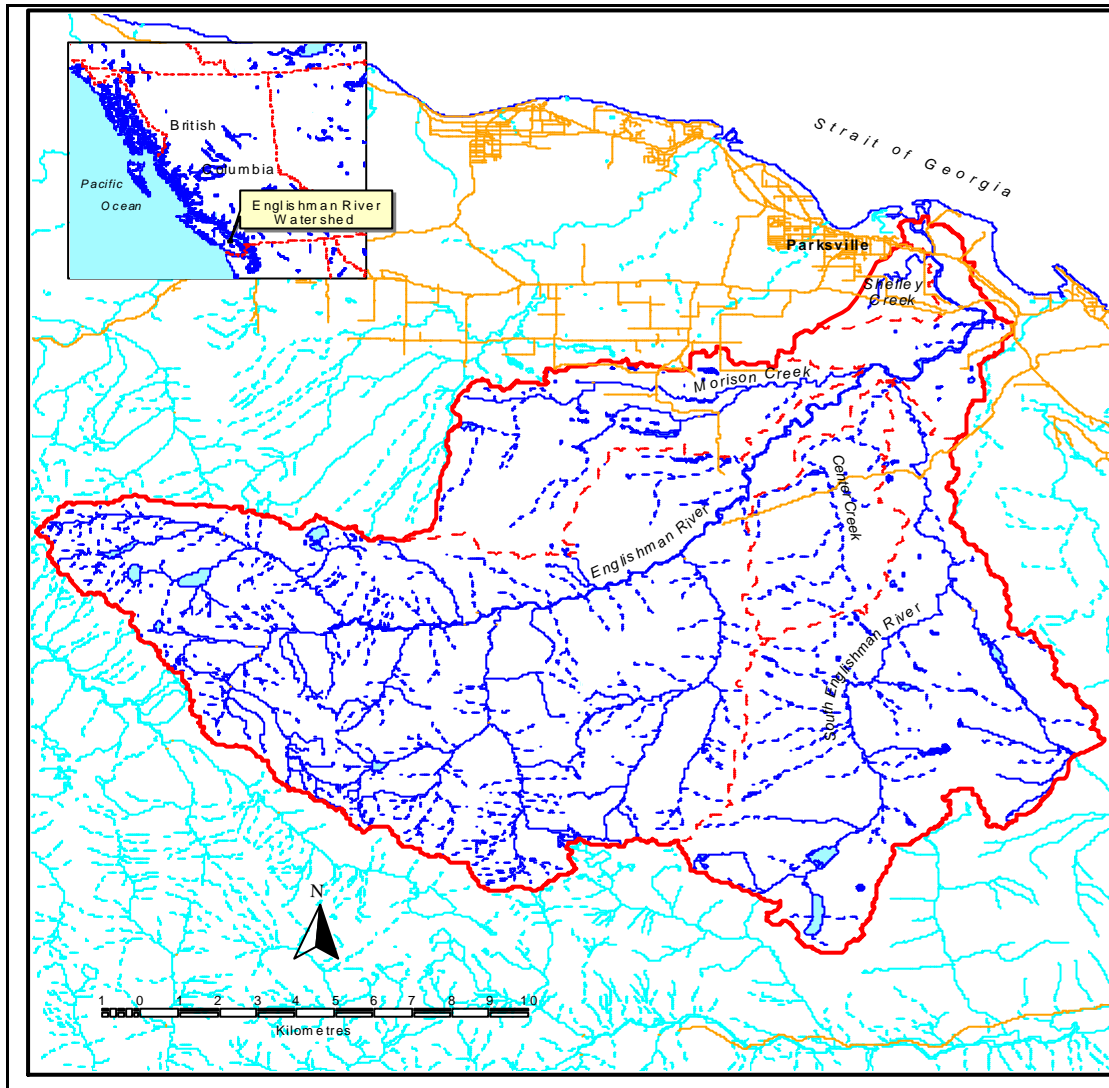 British
Columbia
Pacific
Ocean
Englishman River
Watershed
Strait of Georgia
Parksville
Shelley
Creek
Morison Creek
Center Creek
Englishman River
South Englishman River
N
1 0 1 2 3 4 5 6 7 8 9 10
Kilometres